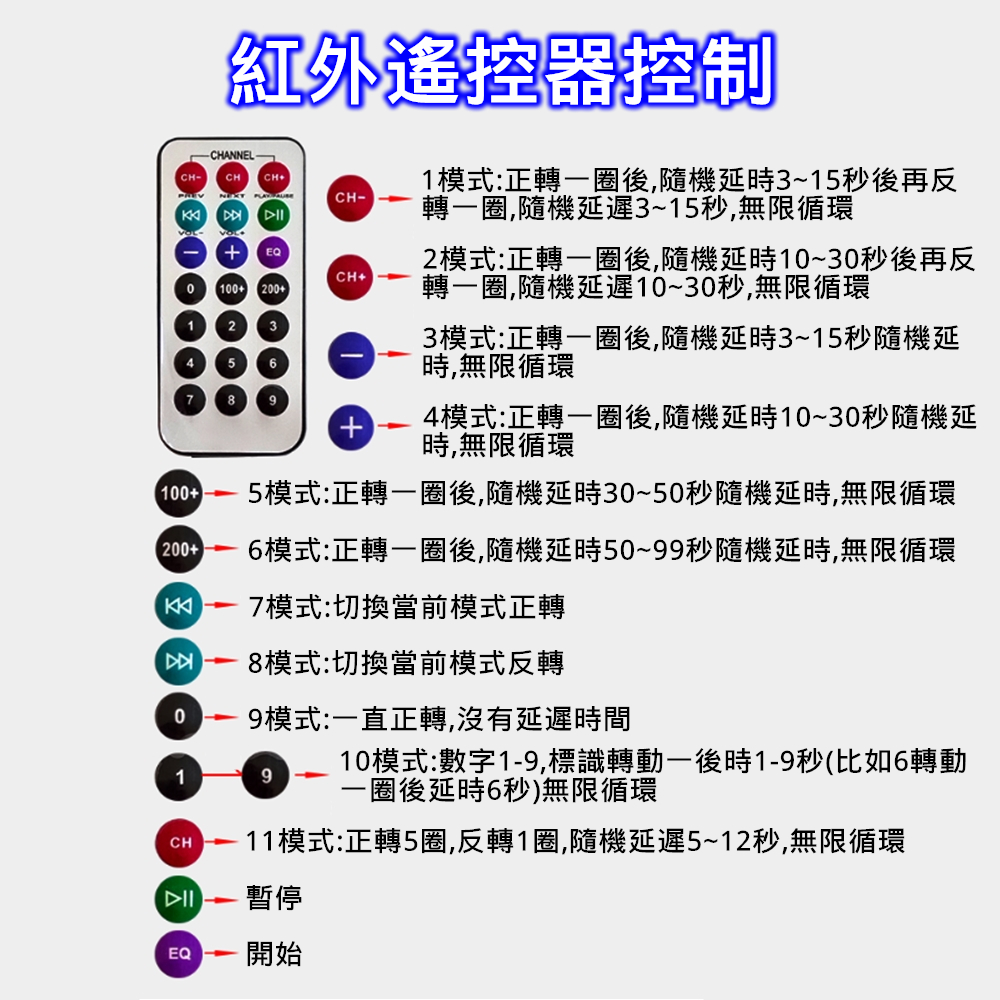 紅外遙控器控制
CHANNEL
CH- CH CH+
PREV NEXT PLAY/PAUSE
VOL- VOL+
EQ
0 100+ 200+
1 2 3
4 5 6
7 8 9
CH-
1模式:正轉一圈後,隨機延時3~15秒後再反
轉一圈,隨機延遲3~15秒,無限循環
CH+
2模式:正轉一圈後,隨機延時10~30秒後再反
轉一圈,隨機延遲10~30秒,無限循環
3模式:正轉一圈後,隨機延時3~15秒隨機延
時,無限循環
4模式:正轉一圈後,隨機延時10~30秒隨機延
時,無限循環
100+ 5模式:正轉一圈後,隨機延時30~50秒隨機延時,無限循環
200+ 6模式:正轉一圈後,隨機延時50~99秒隨機延時,無限循環
7模式:切換當前模式正轉
8模式:切換當前模式反轉
0 9模式:一直正轉,沒有延遲時間
1 9 10模式:數字1-9,標識轉動一後時1-9秒(比如6轉動
一圈後延時6秒)無限循環
CH 11模式:正轉5圈,反轉1圈,隨機延遲5~12秒,無限循環
暫停
EQ 開始